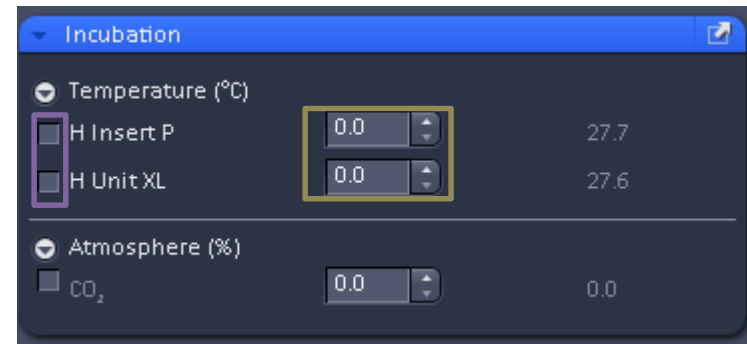 Incubation
Temperature (°C)
H Insert P 0.0 27.7
H Unit XL 0.0 27.6
Atmosphere (%)
CO₂ 0.0 0.0